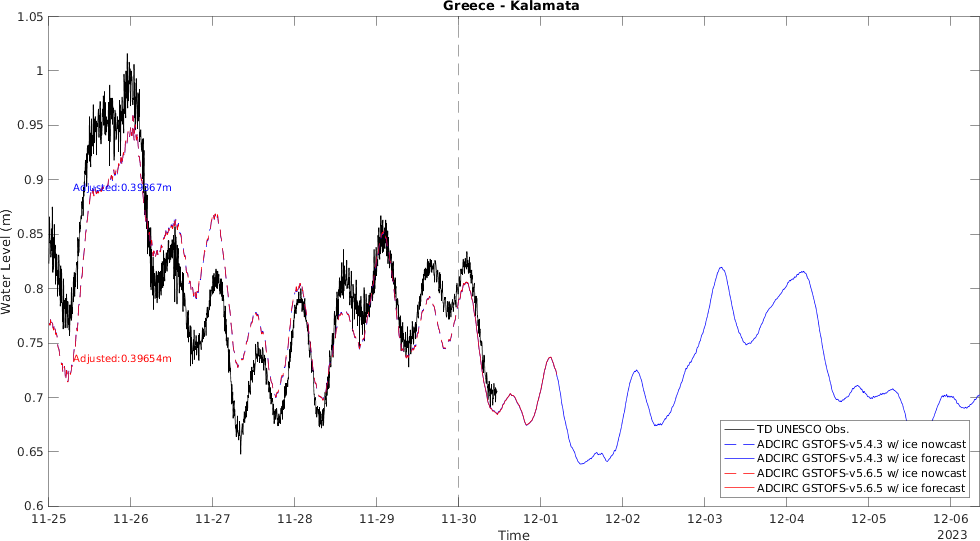 Greece - Kalamata
1.05
1
0.95
0.9
0.85
0.8
0.75
0.7
0.65
0.6
Water Level (m)
Adjusted:0.39867m
Adjusted:0.39654m
TD UNESCO Obs.
ADCIRC GSTOFS-v5.4.3 w/ ice nowcast
ADCIRC GSTOFS-v5.4.3 w/ ice forecast
ADCIRC GSTOFS-v5.6.5 w/ ice nowcast
ADCIRC GSTOFS-v5.6.5 w/ ice forecast
11-25 11-26 11-27 11-28 11-29 11-30 12-01 12-02 12-03 12-04 12-05 12-06
Time
2023